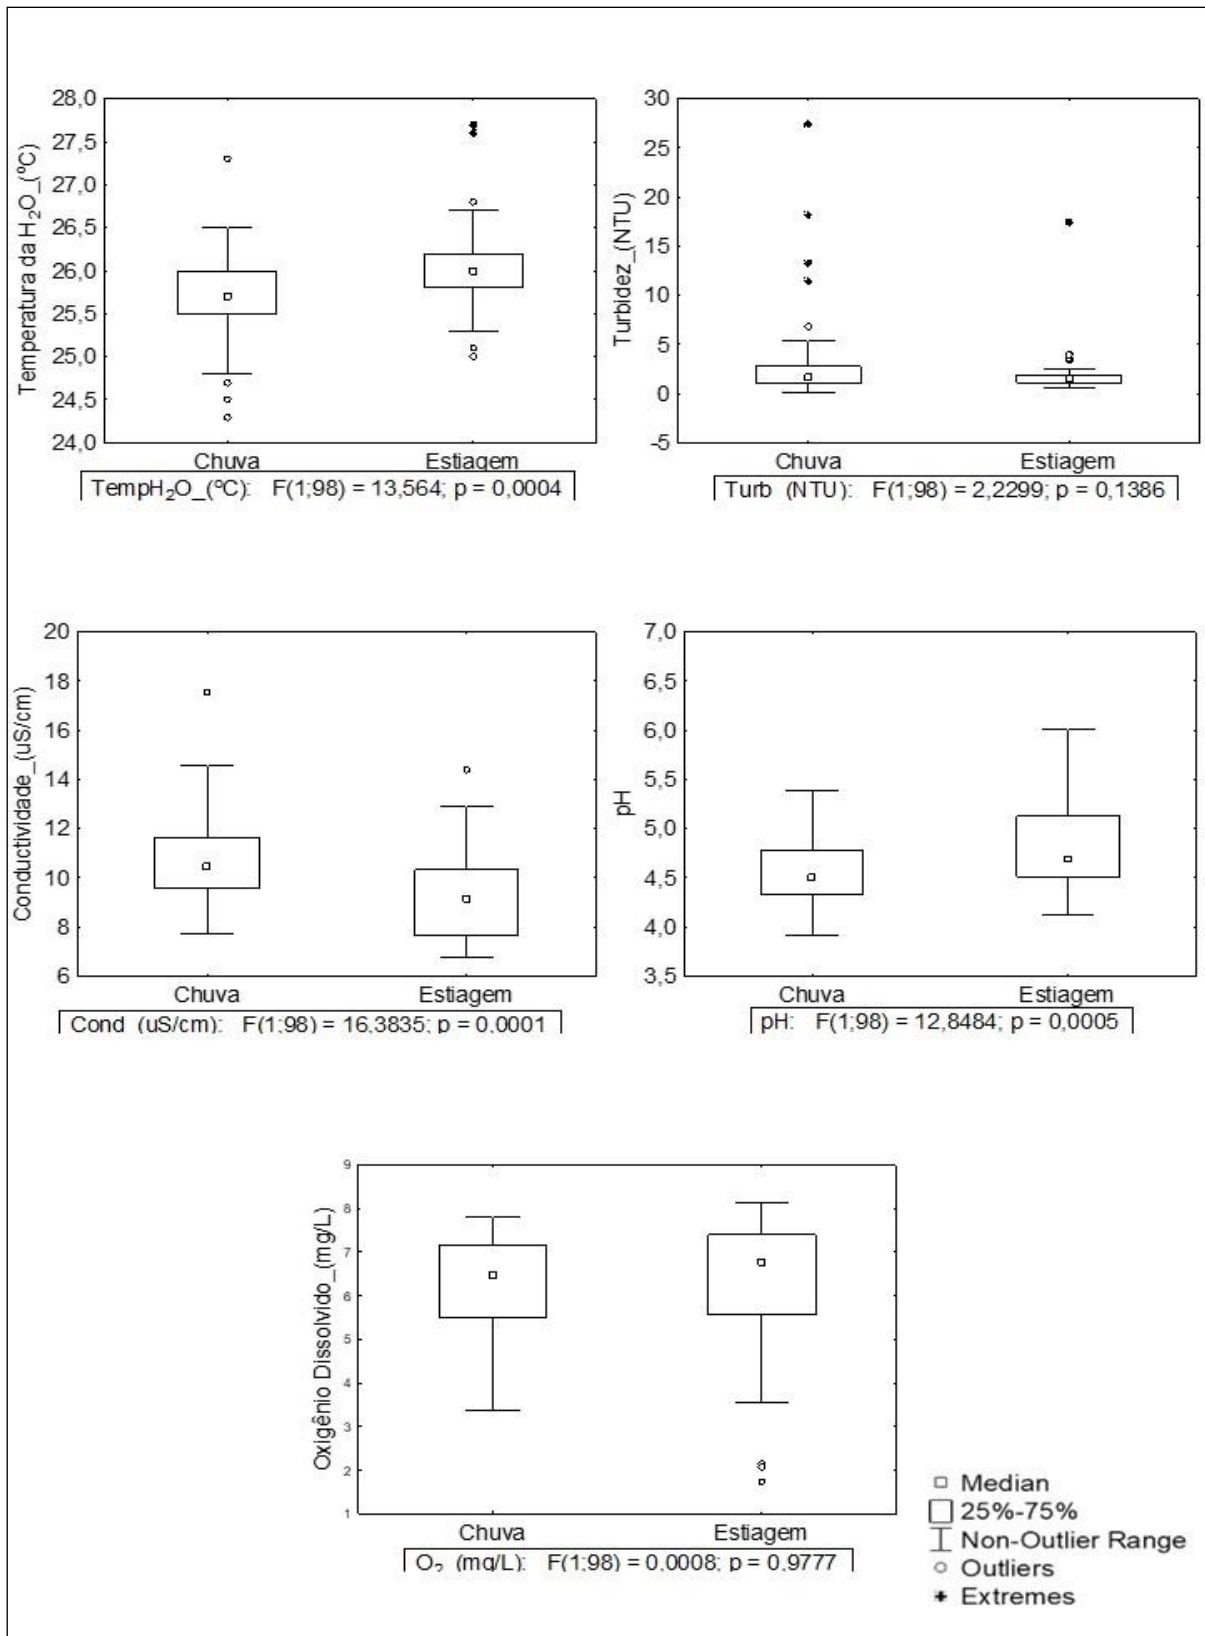 Temperatura da H₂O_(ºC)
28,0
27,5
27,0
26,5
26,0
25,5
25,0
24,5
24,0
Chuva Estiagem
TempH₂O_(ºC): F(1;98) = 13,564; p = 0,0004
Turbidez_(NTU)
30
25
20
15
10
5
0
-5
Chuva Estiagem
Turb (NTU): F(1;98) = 2,2299; p = 0,1386
Conductividade_(uS/cm)
20
18
16
14
12
10
8
6
Chuva Estiagem
Cond (uS/cm): F(1;98) = 16,3835; p = 0,0001
pH
7,0
6,5
6,0
5,5
5,0
4,5
4,0
3,5
Chuva Estiagem
pH: F(1;98) = 12,8484; p = 0,0005
Oxigênio Dissolvido_(mg/L)
9
8
7
6
5
4
3
2
1
Chuva Estiagem
O₂ (mg/L): F(1;98) = 0,0008; p = 0,9777
Median
25%-75%
Non-Outlier Range
Outliers
Extremes